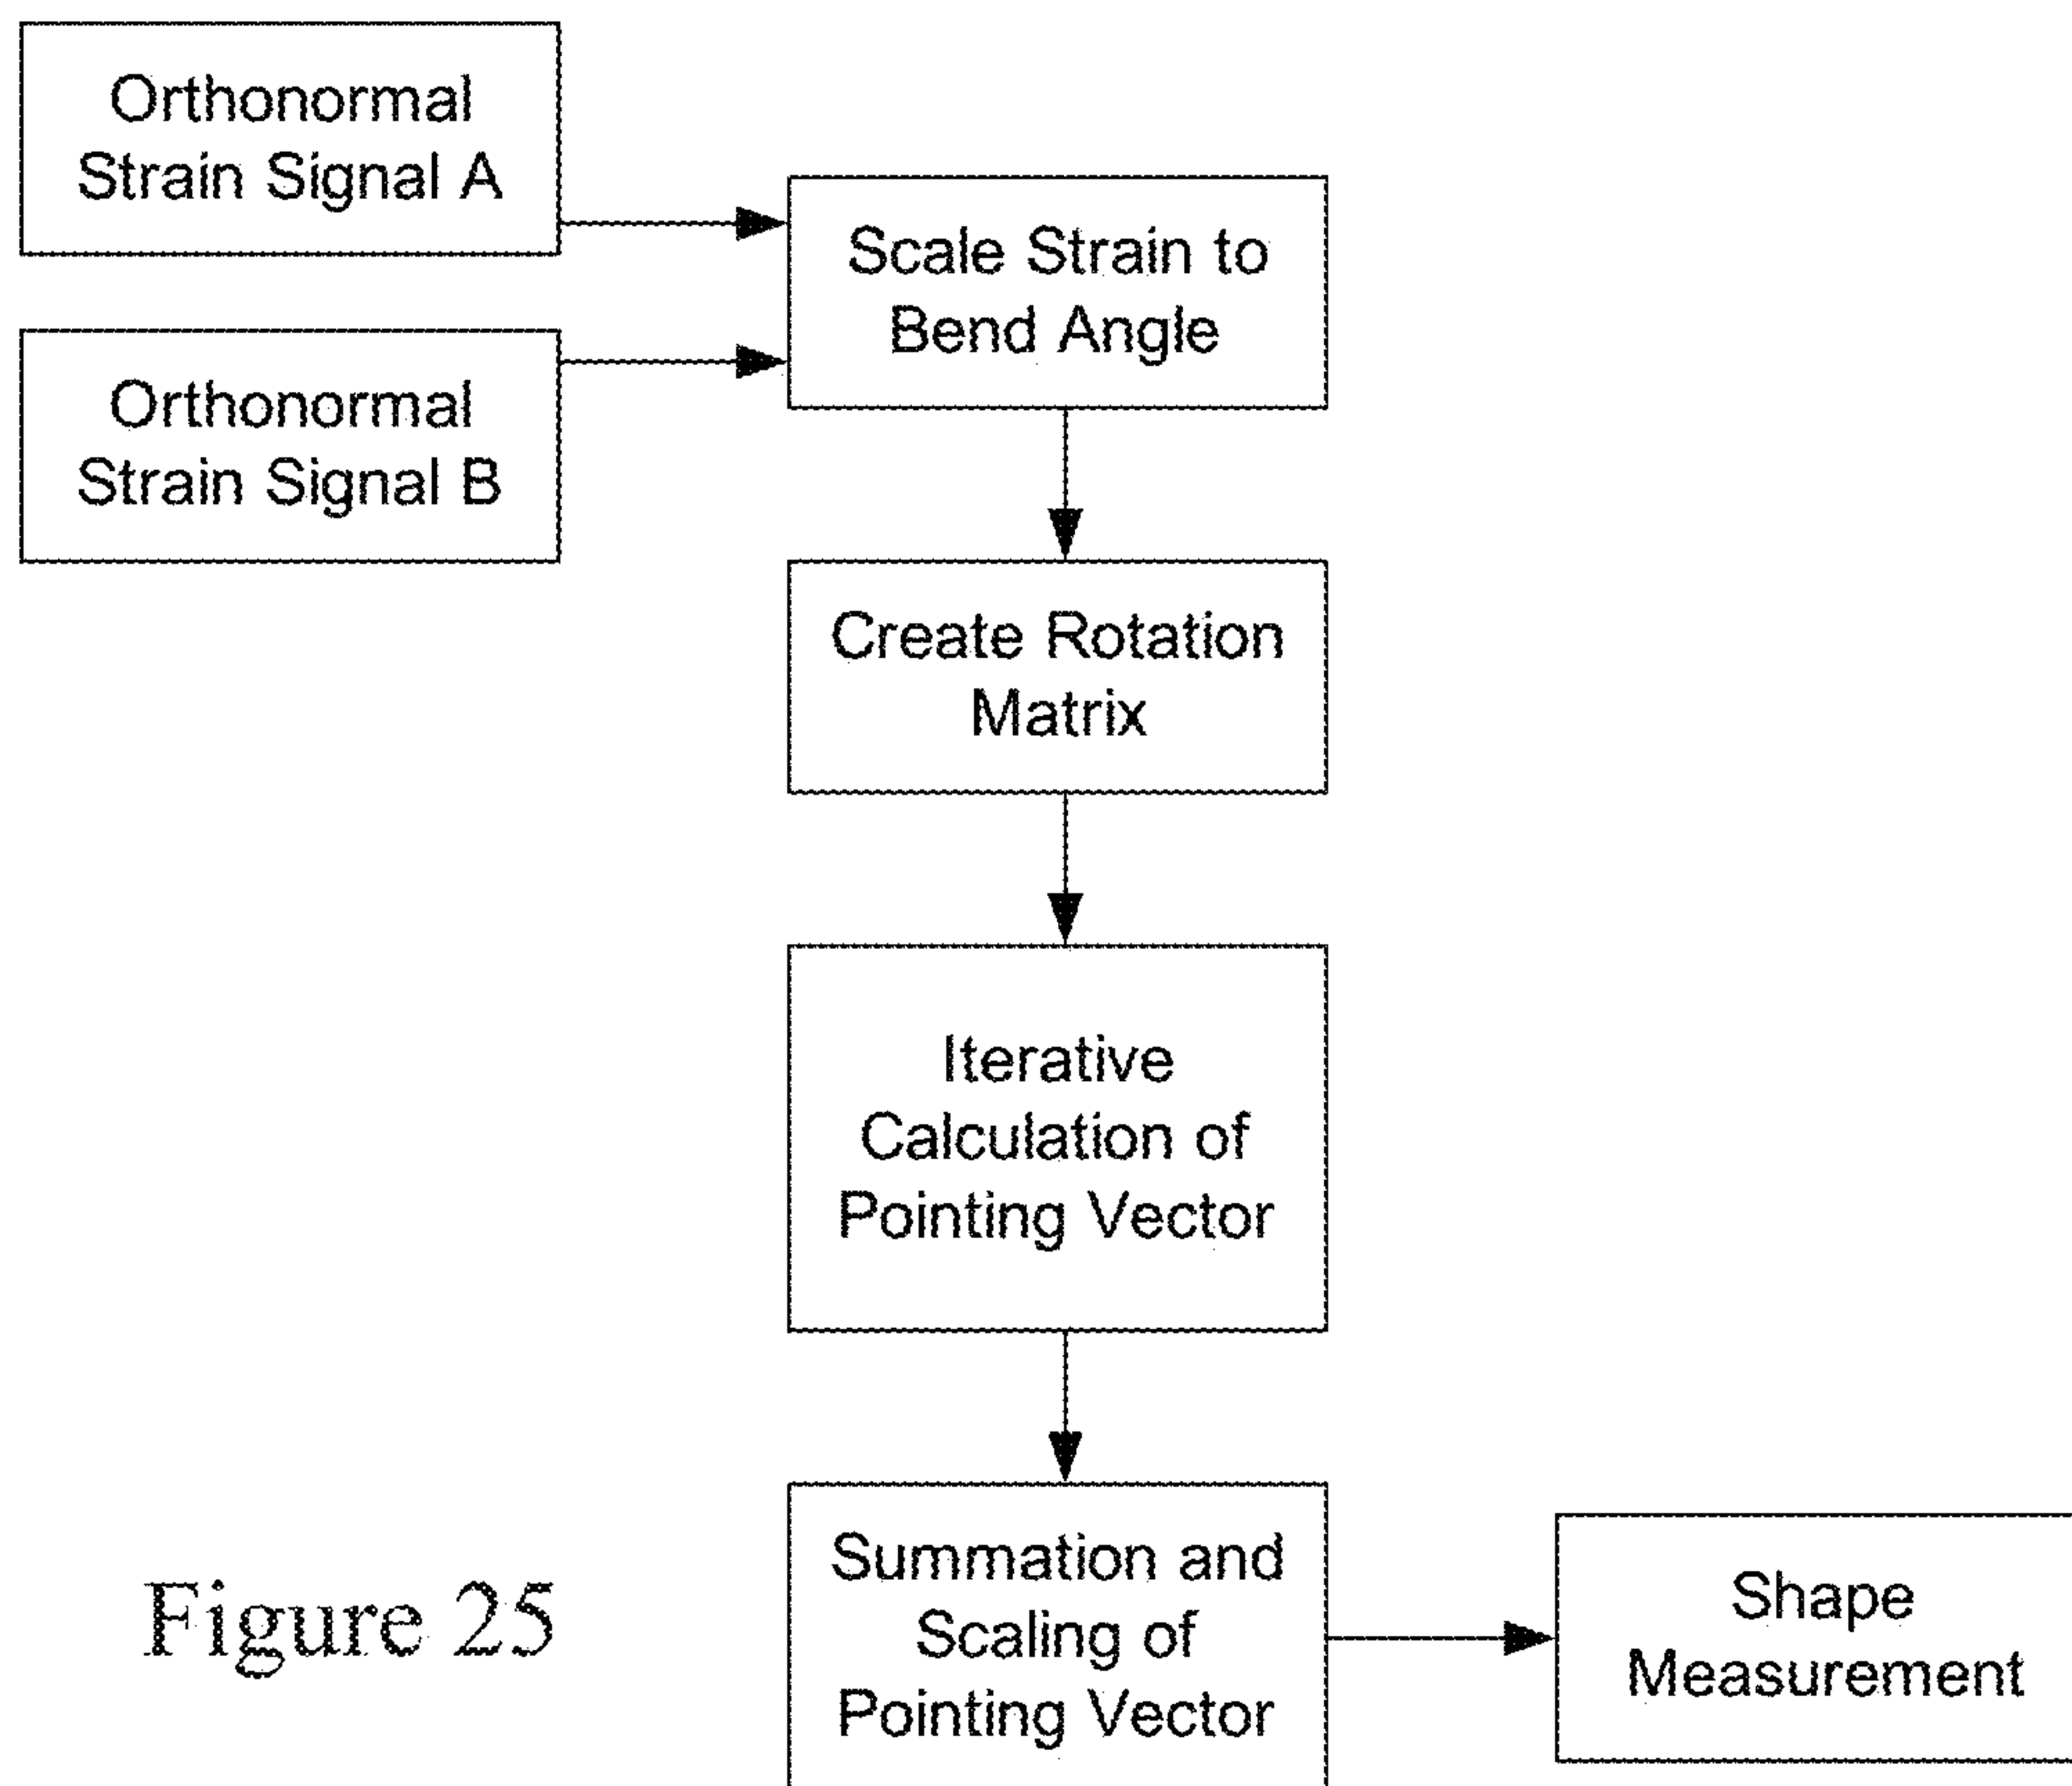 Orthonormal
Strain Signal A
Scale Strain to
Bend Angle
Orthonormal
Strain Signal B
Create Rotation
Matrix
Iterative
Calculation of
Pointing Vector
Summation and
Scaling of
Pointing Vector
Shape
Measurement
Figure 25